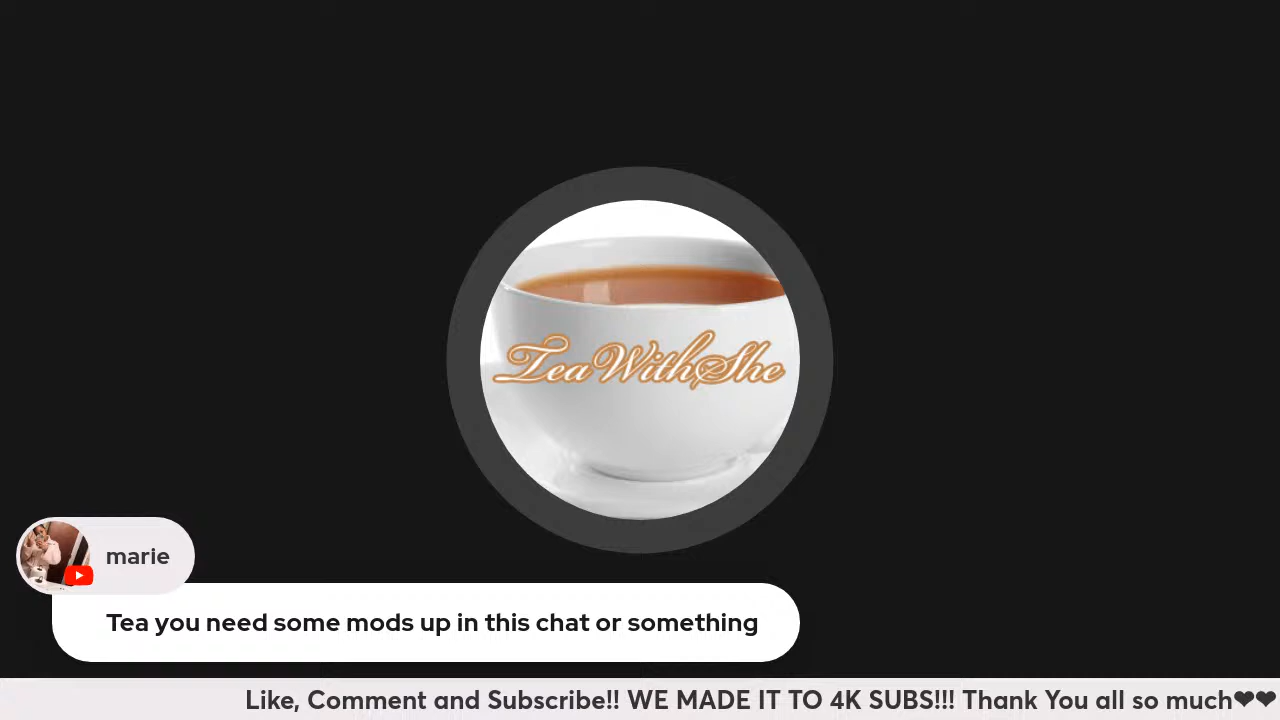 TeaWithShe
marie
Tea you need some mods up in this chat or something
Like, Comment and Subscribe!! WE MADE IT TO 4K SUBS!!! Thank You all so much❤❤